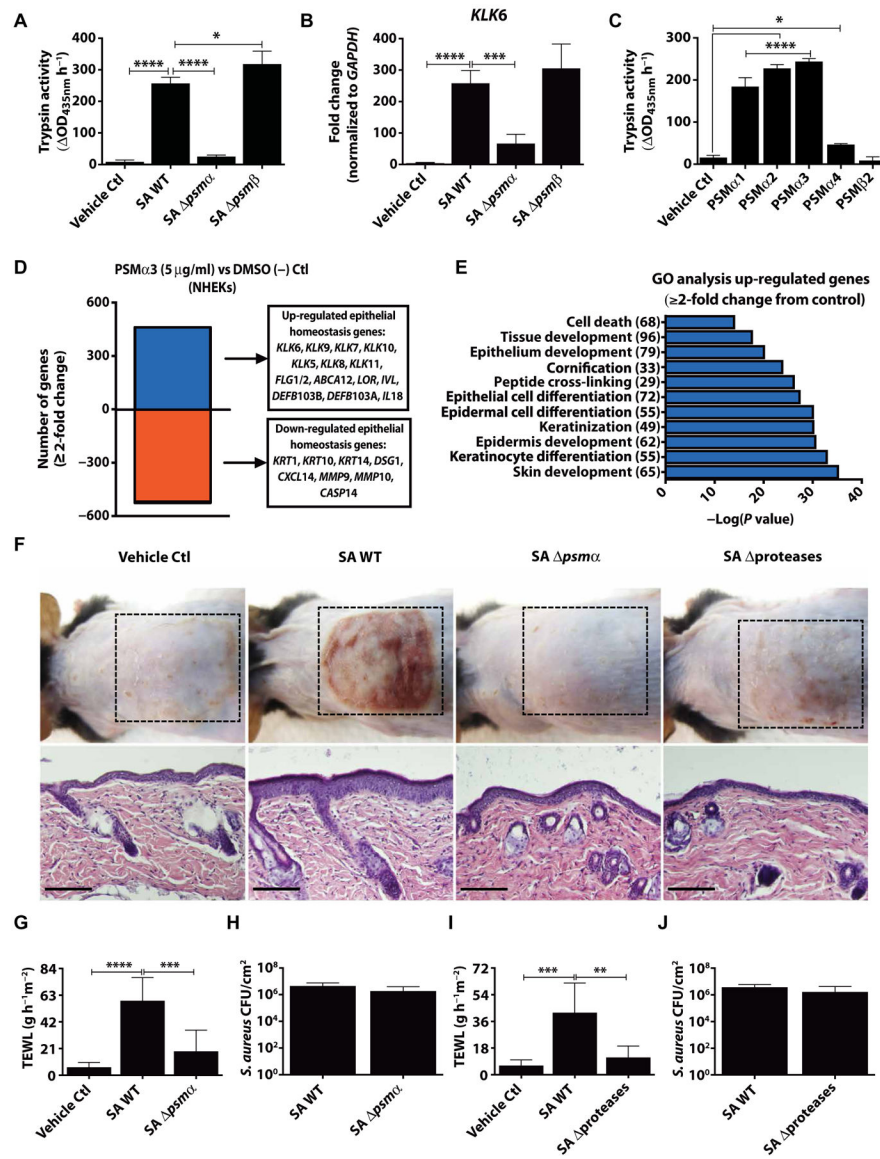 A
Trypsin activity
(ΔOD435nm h⁻¹)
400
300
200
100
0
****
****
*
Vehicle Ctl
SA WT
SA Δpsmα
SA Δpsmβ
B
KLK6
Fold change
(normalized to GAPDH)
400
300
200
100
0
****
***
Vehicle Ctl
SA WT
SA Δpsmα
SA Δpsmβ
C
Trypsin activity
(ΔOD435nm h⁻¹)
300
200
100
0
*
****
Vehicle Ctl
PSMα1
PSMα2
PSMα3
PSMα4
PSMβ2
D
PSMα3 (5 μg/ml) vs DMSO (−) Ctl
(NHEKs)
Number of genes
(≥ 2-fold change)
600
300
0
−300
−600
Up-regulated epithelial
homeostasis genes:
KLK6, KLK9, KLK7, KLK10,
KLK5, KLK8, KLK11,
FLG1/2, ABCA12, LOR, IVL,
DEFB103B, DEFB103A, IL18
Down-regulated epithelial
homeostasis genes:
KRT1, KRT10, KRT14, DSG1,
CXCL14, MMP9, MMP10,
CASP14
E
GO analysis up-regulated genes
(≥2-fold change from control)
Cell death (68)
Tissue development (96)
Epithelium development (79)
Cornification (33)
Peptide cross-linking (29)
Epithelial cell differentiation (72)
Epidermal cell differentiation (55)
Keratinization (49)
Epidermis development (62)
Keratinocyte differentiation (55)
Skin development (65)
0
10
20
30
40
−Log(P value)
F
Vehicle Ctl
SA WT
SA Δpsmα
SA Δproteases
G
TEWL (g h⁻¹m⁻²)
84
63
42
21
0
****
***
Vehicle Ctl
SA WT
SA Δpsmα
H
S. aureus CFU/cm²
10⁸
10⁶
10⁴
10²
10⁰
SA WT
SA Δpsmα
I
TEWL (g h⁻¹m⁻²)
72
54
36
18
0
***
**
Vehicle Ctl
SA WT
SA Δproteases
J
S. aureus CFU/cm²
10⁸
10⁶
10⁴
10²
10⁰
SA WT
SA Δproteases